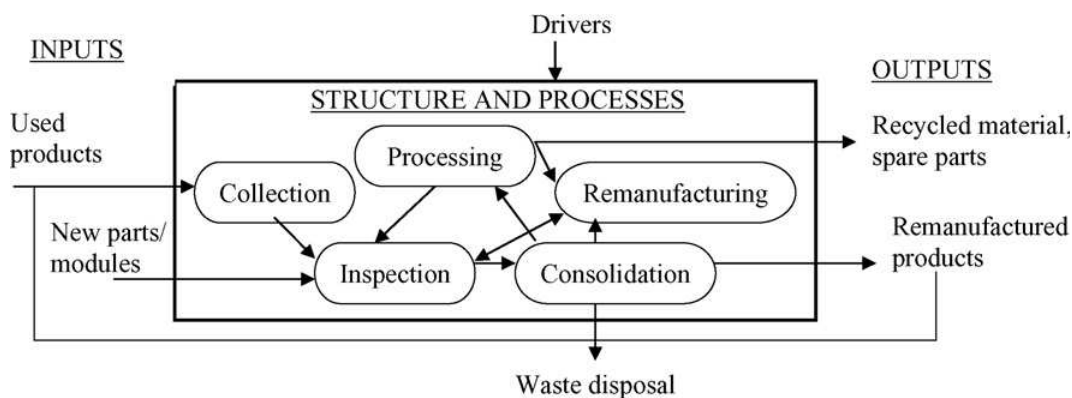 Drivers
INPUTS
OUTPUTS
STRUCTURE AND PROCESSES
Used
products
Recycled material,
spare parts
Processing
Collection
Remanufacturing
New parts/
modules
Remanufactured
products
Inspection
Consolidation
Waste disposal